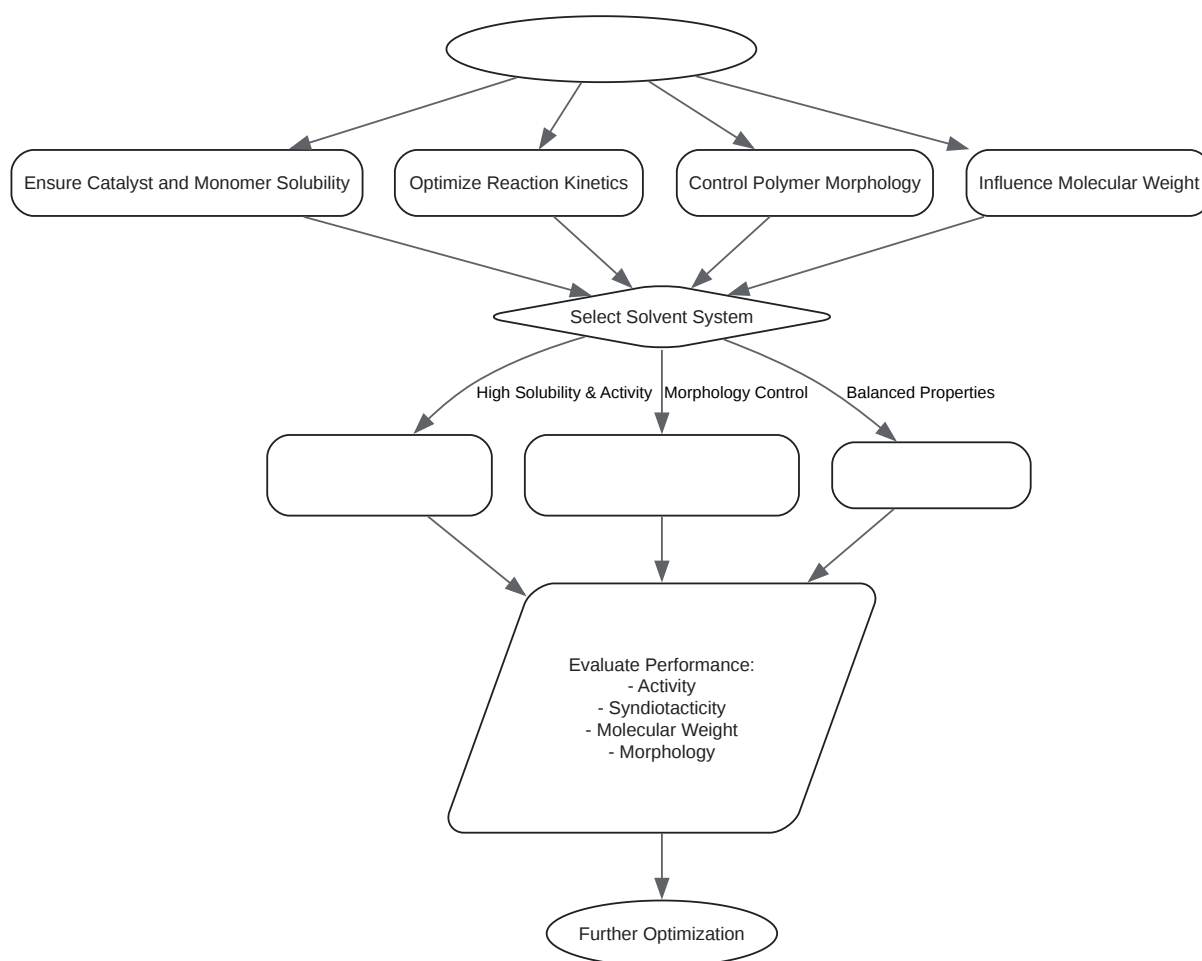 Ensure Catalyst and Monomer Solubility
Optimize Reaction Kinetics
Control Polymer Morphology
Influence Molecular Weight
Select Solvent System
High Solubility & Activity
Morphology Control
Balanced Properties
Evaluate Performance:
- Activity
- Syndiotacticity
- Molecular Weight
- Morphology
Further Optimization